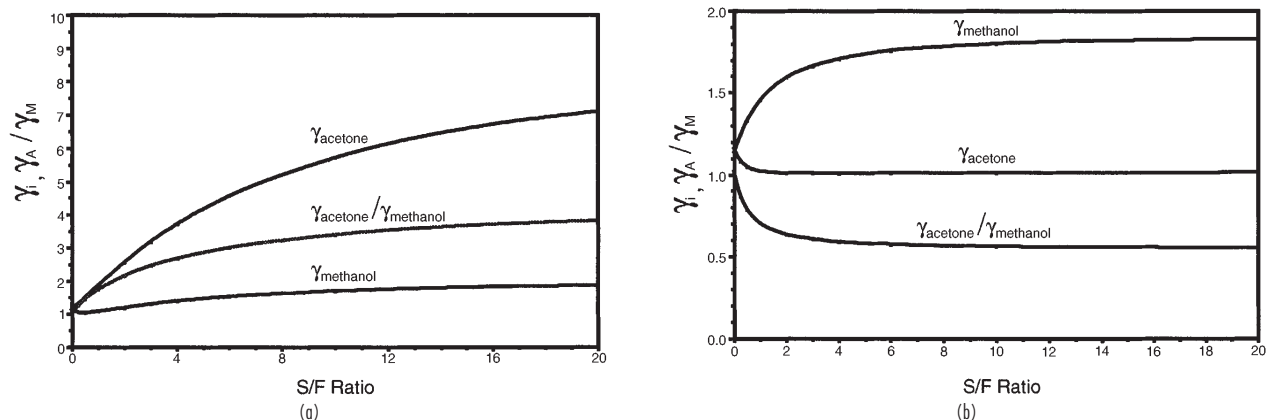 10
9
8
7
6
5
4
3
2
1
0
γi, γA / γM
γacetone
γacetone/γmethanol
γmethanol
0 4 8 12 16 20
S/F Ratio
(a)
2.0
1.5
1.0
0.5
0.0
γi, γA / γM
γmethanol
γacetone
γacetone/γmethanol
0 2 4 6 8 10 12 14 16 18 20
S/F Ratio
(b)